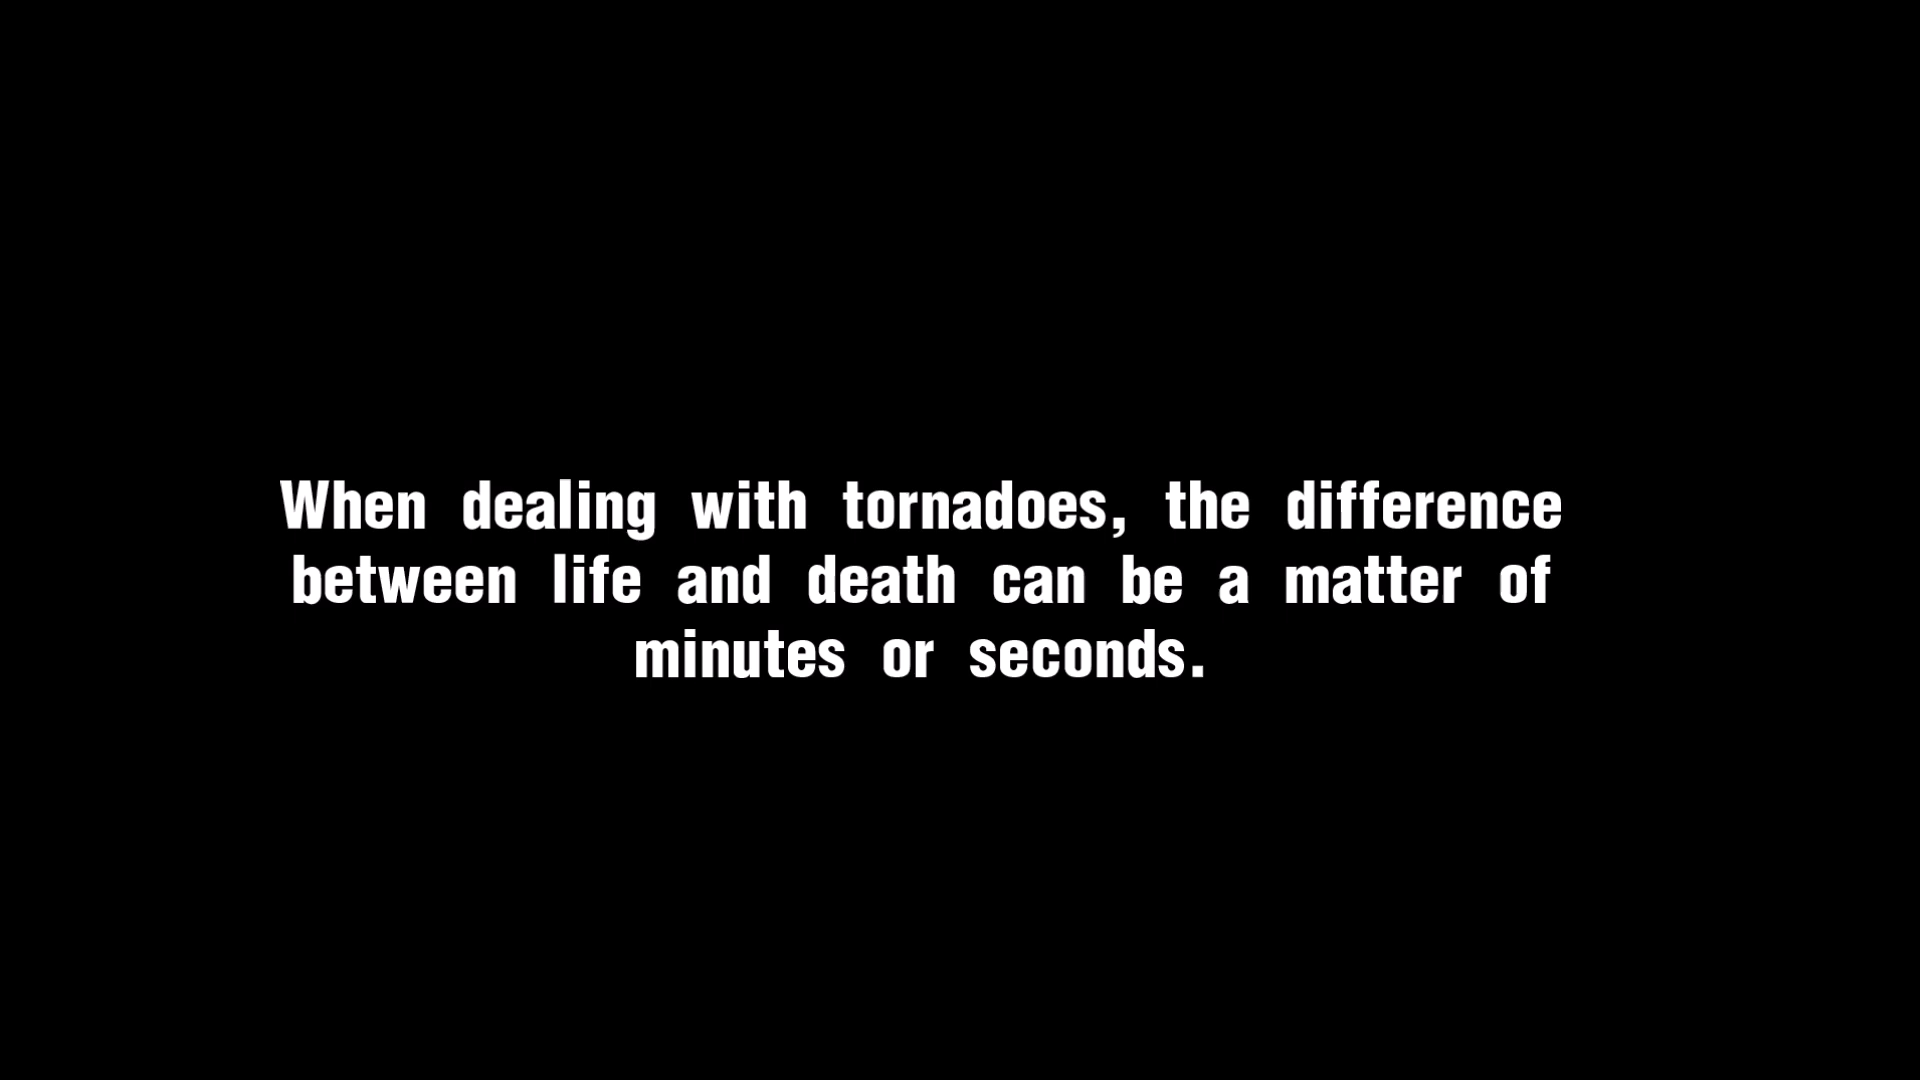 When dealing with tornadoes, the difference
between life and death can be a matter of
minutes or seconds.